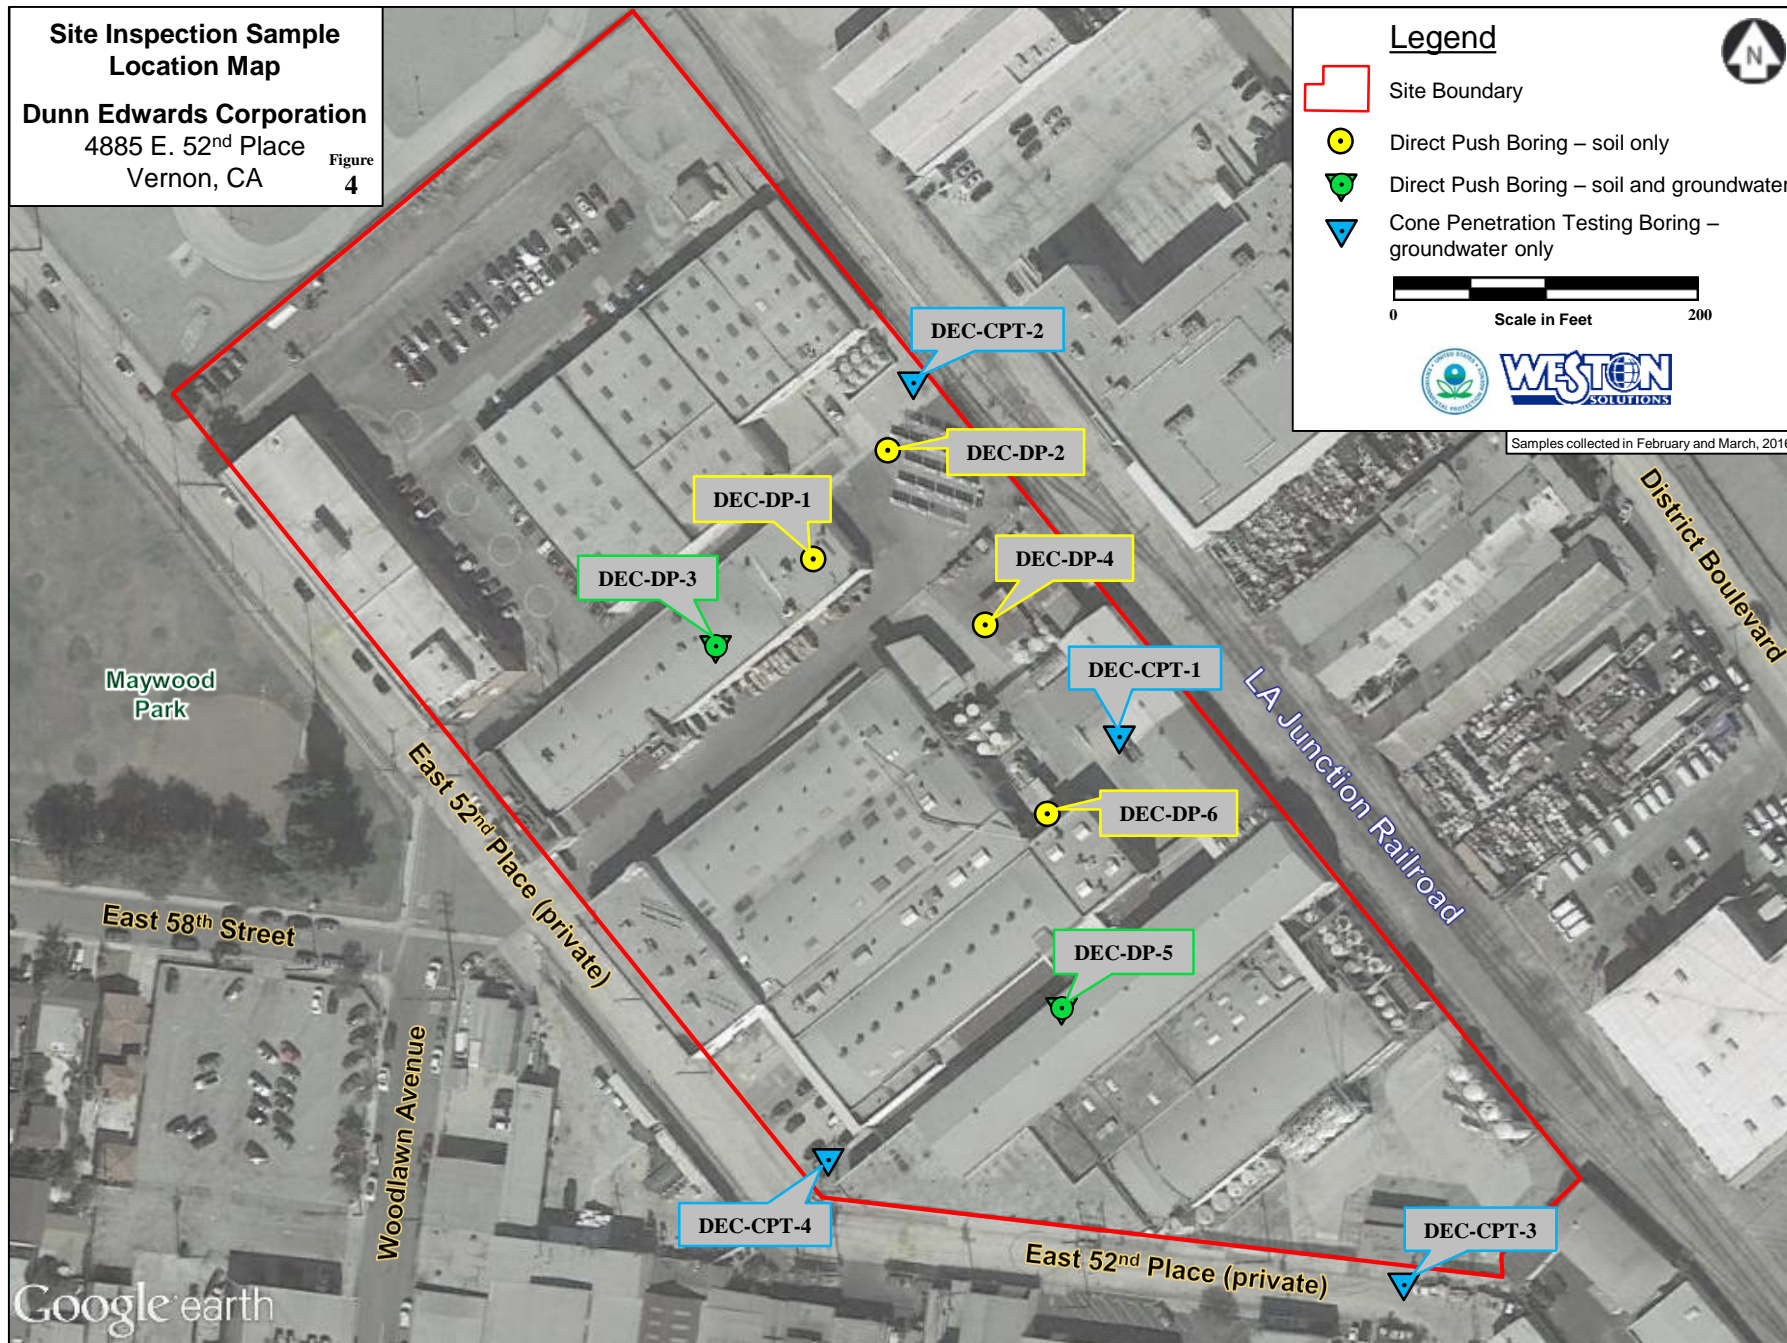 Site Inspection Sample
Location Map
Dunn Edwards Corporation
4885 E. 52nd Place
Vernon, CA
Figure
4
Legend
N
Site Boundary
Direct Push Boring – soil only
Direct Push Boring – soil and groundwater
Cone Penetration Testing Boring –
groundwater only
0
Scale in Feet
200
UNITED STATES
ENVIRONMENTAL PROTECTION AGENCY
WESTON
SOLUTIONS
Samples collected in February and March, 2016
DEC-CPT-2
DEC-DP-2
DEC-DP-1
DEC-DP-4
DEC-DP-3
DEC-CPT-1
DEC-DP-6
DEC-DP-5
DEC-CPT-4
DEC-CPT-3
District Boulevard
LA Junction Railroad
Maywood
Park
East 52nd Place (private)
East 58th Street
Woodlawn Avenue
East 52nd Place (private)
Google earth